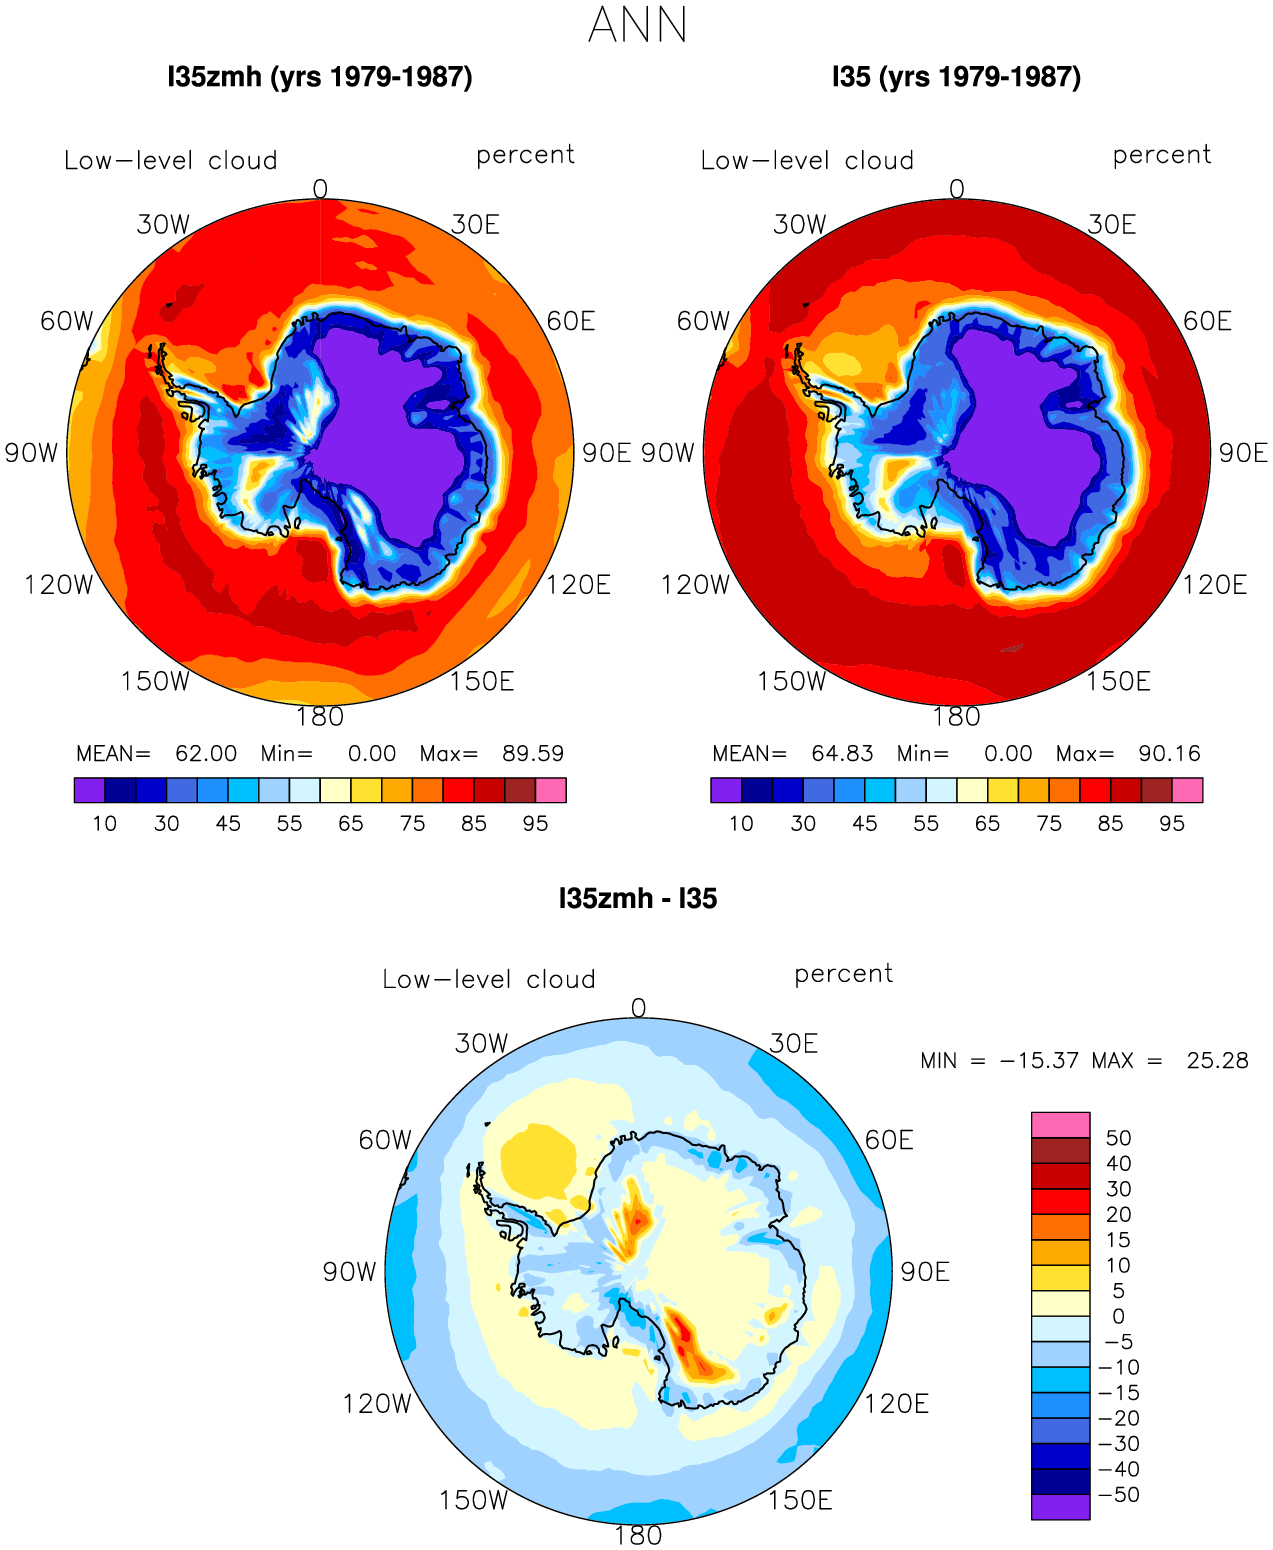 ANN
I35zmh (yrs 1979-1987)
I35 (yrs 1979-1987)
Low-level cloud percent
Low-level cloud percent
0
30W 30E
60W 60E
90W 90E
120W 120E
150W 150E
180
0
30W 30E
60W 60E
90W 90E
120W 120E
150W 150E
180
MEAN= 62.00 Min= 0.00 Max= 89.59
10 30 45 55 65 75 85 95
MEAN= 64.83 Min= 0.00 Max= 90.16
10 30 45 55 65 75 85 95
I35zmh - I35
Low-level cloud percent
0
30W 30E
60W 60E
90W 90E
120W 120E
150W 150E
180
MIN = -15.37 MAX = 25.28
50
40
30
20
15
10
5
0
-5
-10
-15
-20
-30
-40
-50